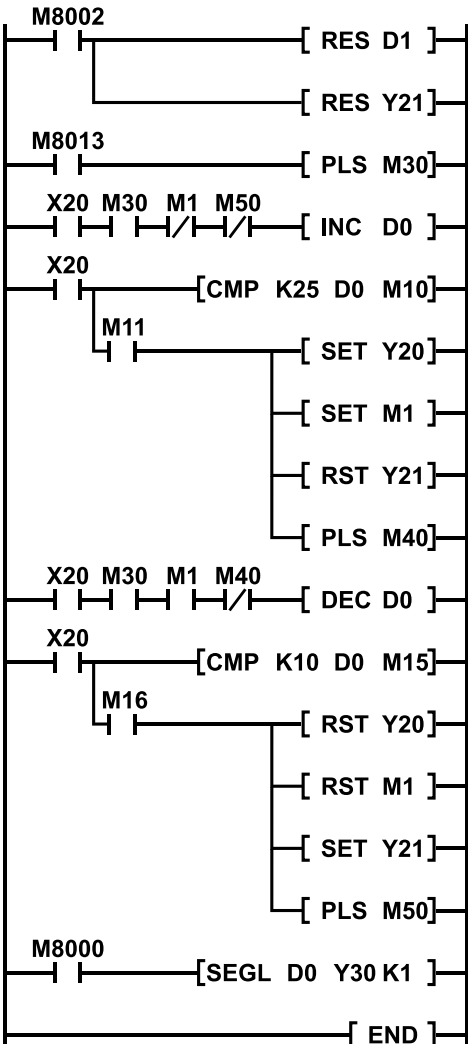 M8002
[ RES D1 ]
[ RES Y21]
M8013
[ PLS M30]
X20 M30 M1 M50
[ INC D0 ]
X20
[CMP K25 D0 M10]
M11
[ SET Y20]
[ SET M1 ]
[ RST Y21]
[ PLS M40]
X20 M30 M1 M40
[ DEC D0 ]
X20
[CMP K10 D0 M15]
M16
[ RST Y20]
[ RST M1 ]
[ SET Y21]
[ PLS M50]
M8000
[SEGL D0 Y30 K1 ]
[ END ]